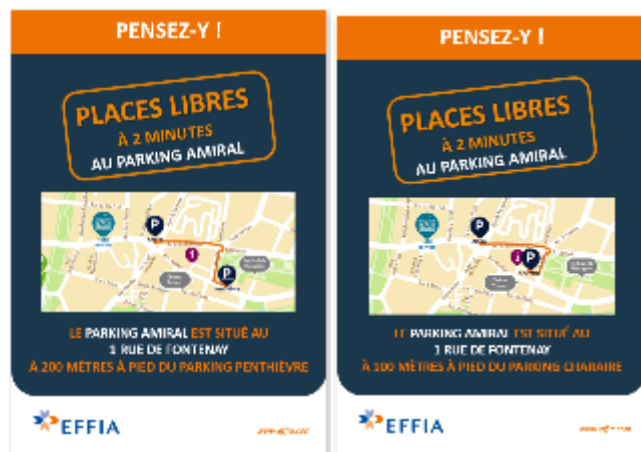 PENSEZ-Y !
PLACES LIBRES
À 2 MINUTES
AU PARKING AMIRAL
P
1
P
LE PARKING AMIRAL EST SITUÉ AU
1 RUE DE FONTENAY
À 200 MÈTRES À PIED DU PARKING PENTHIÈVRE
EFFIA
PENSEZ-Y !
PLACES LIBRES
À 2 MINUTES
AU PARKING AMIRAL
P
P
LE PARKING AMIRAL EST SITUÉ AU
1 RUE DE FONTENAY
À 100 MÈTRES À PIED DU PARKING CHARAIRE
EFFIA